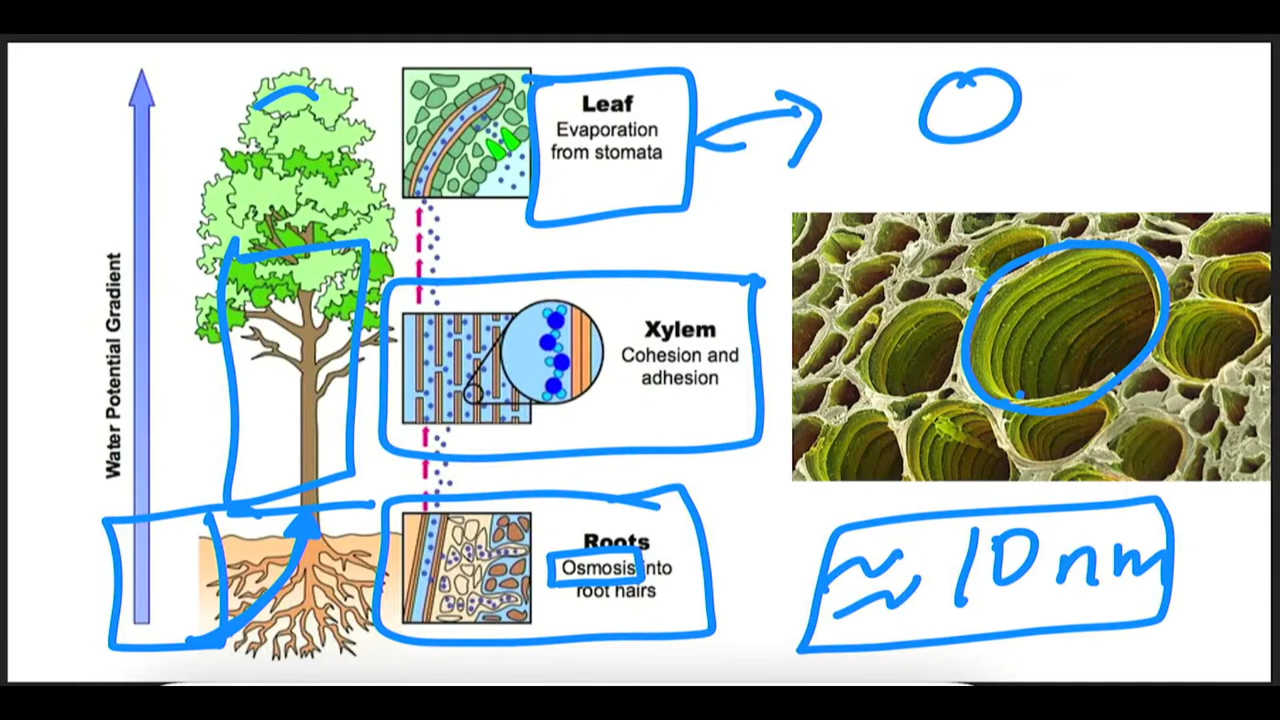 Water Potential Gradient
Leaf
Evaporation
from stomata
Xylem
Cohesion and
adhesion
Roots
Osmosis into
root hairs
≈ 10nm